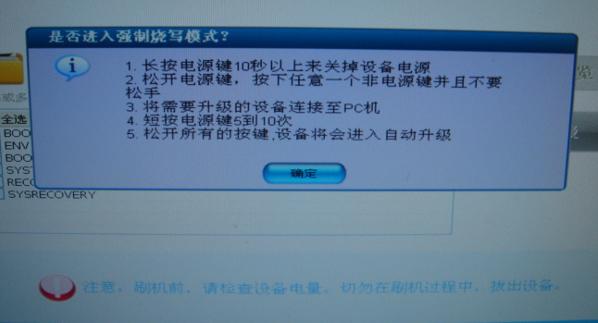 是否进入强制烧写模式?
1. 长按电源键10秒以上来关掉设备电源
2. 松开电源键，按下任意一个非电源键并且不要
松手
3. 将需要升级的设备连接至PC机
4. 短按电源键5到10次
5. 松开所有的按键,设备将会进入自动升级
确定
览
或多
全选
BOO
ENV
BOO
SYS
REC
SYSRECOVERY
注意，刷机前，请检查设备电量。切勿在刷机过程中，拔出设备。